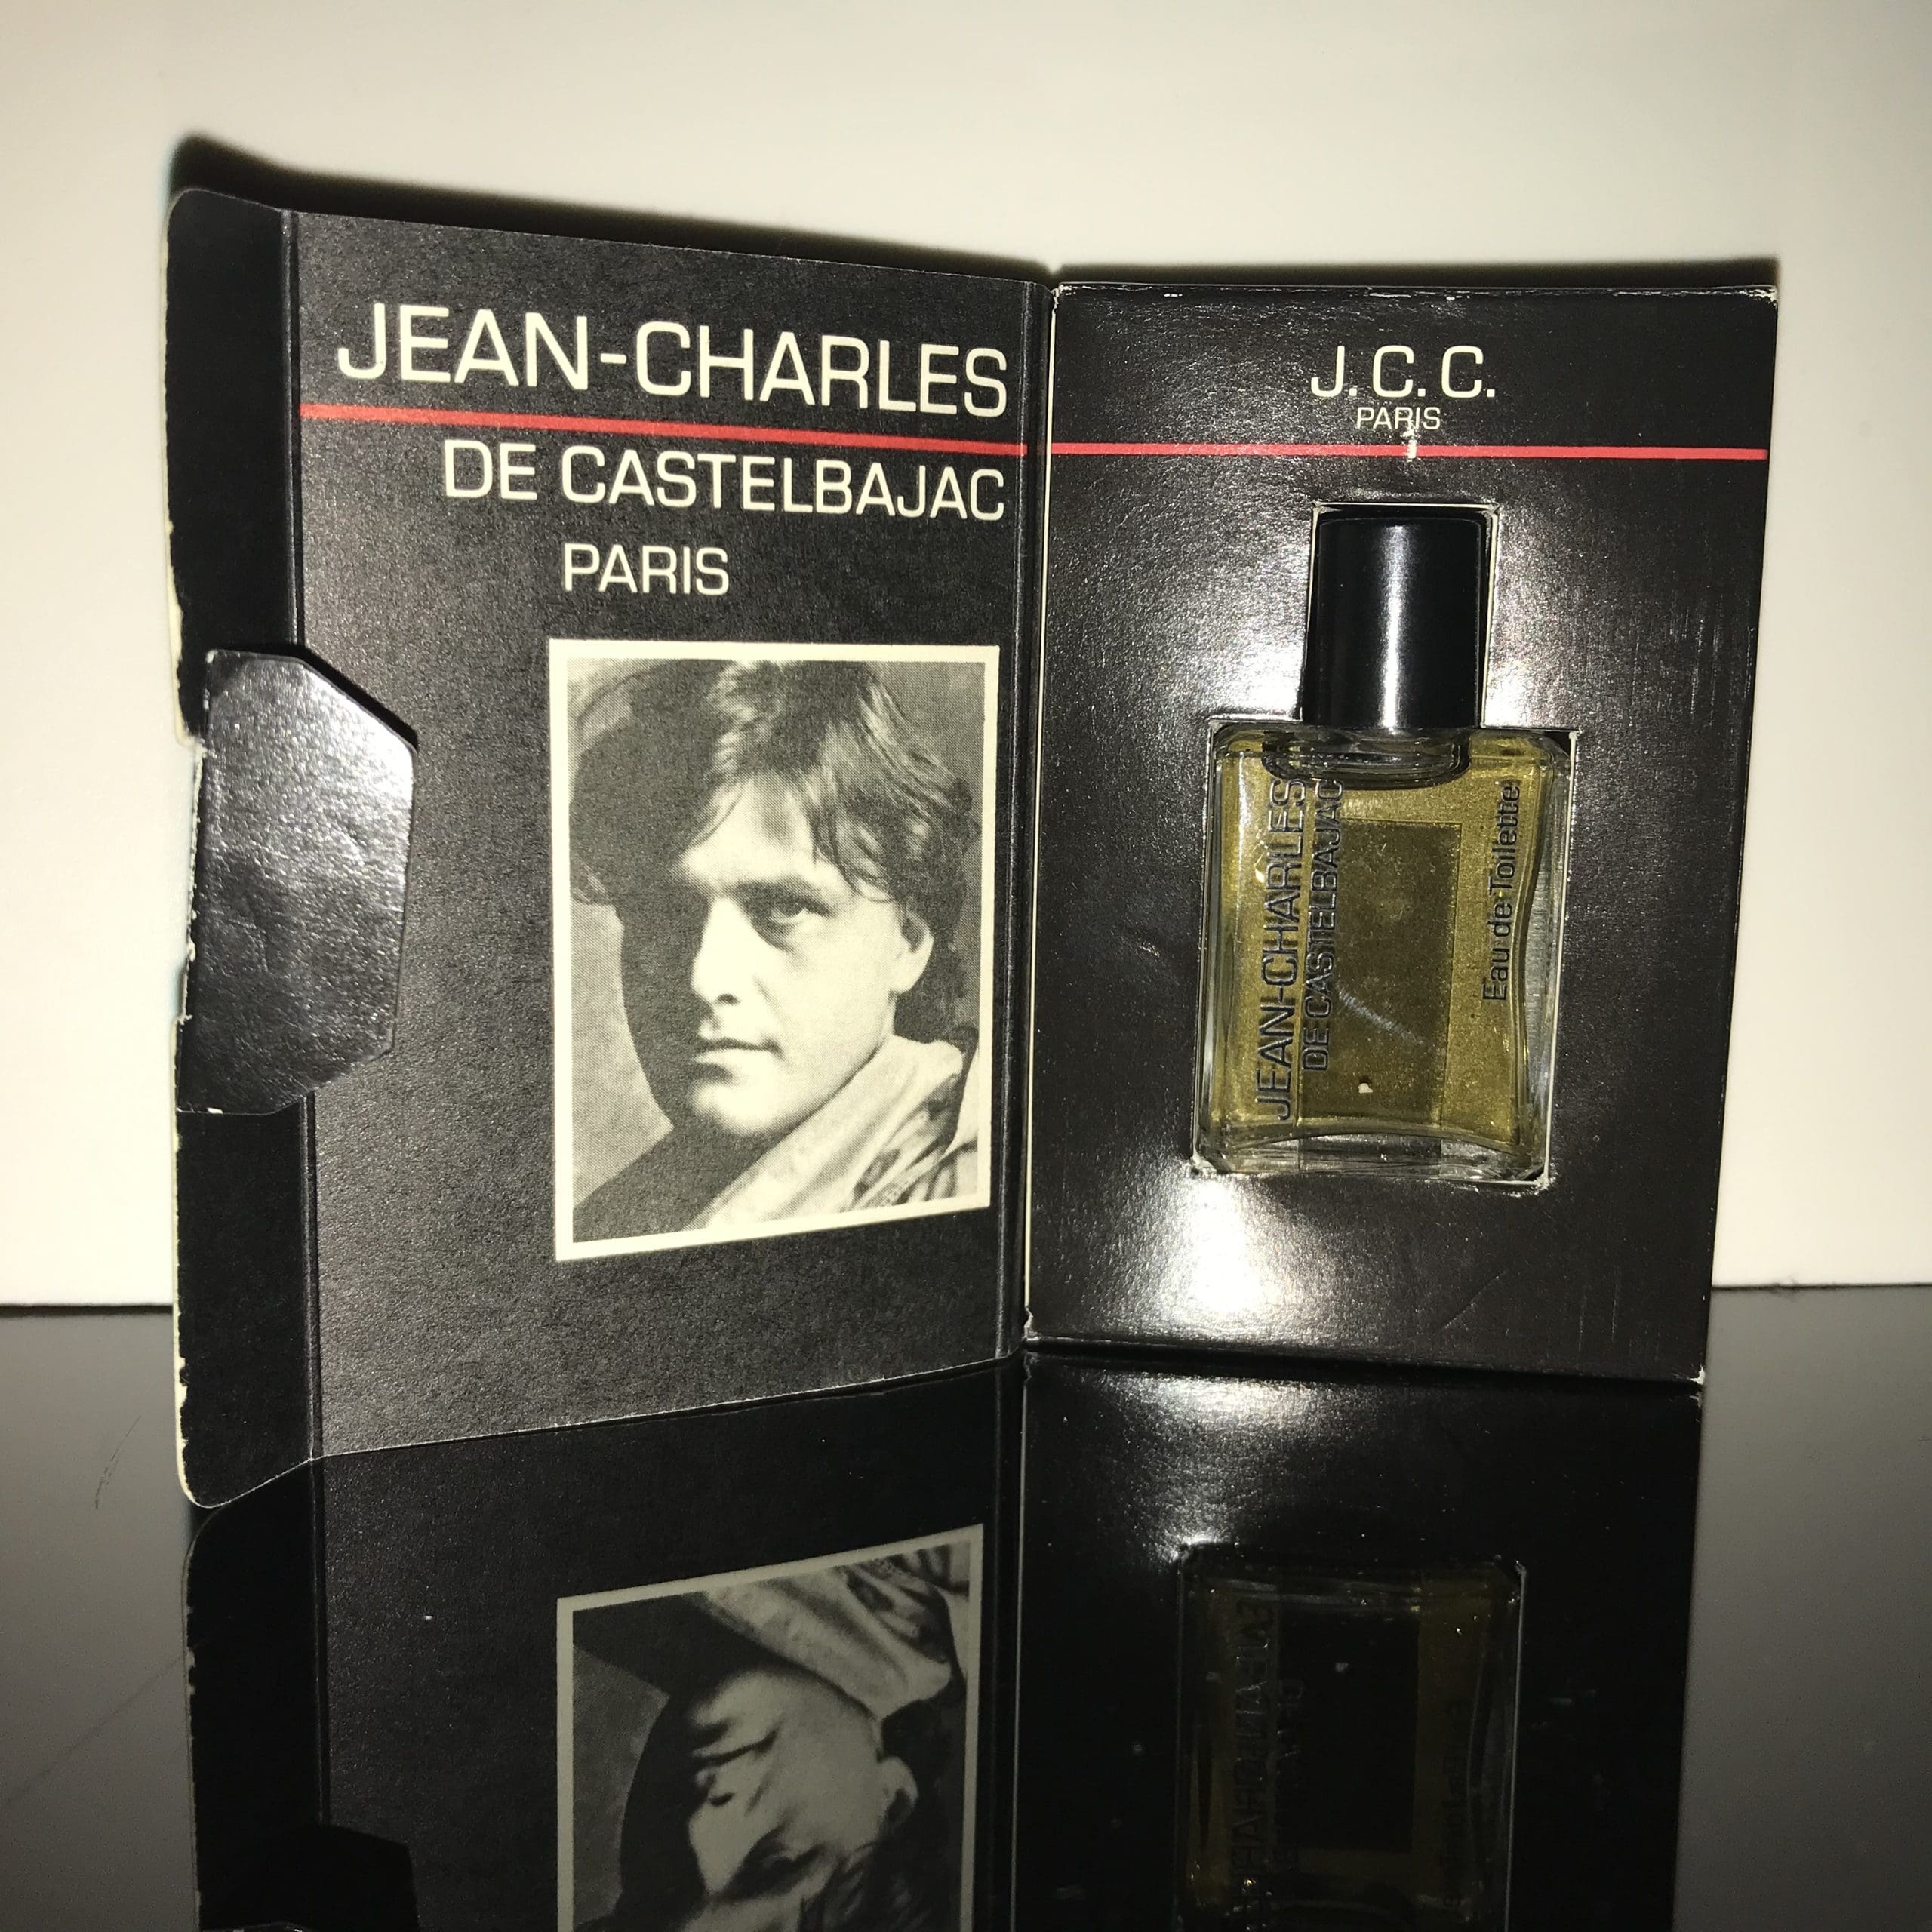 JEAN-CHARLES
DE CASTELBAJAC
PARIS
J.C.C.
PARIS
JEAN-CHARLES
DE CASTELBAJAC
Eau de Toilette